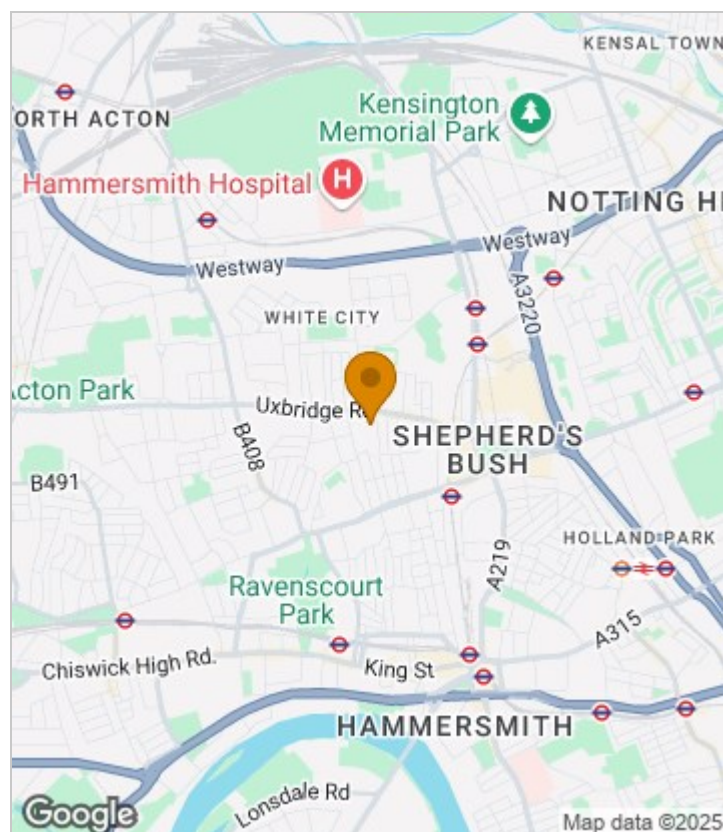 KENSAL TOWN
ORTH ACTON
Kensington
Memorial Park
Hammersmith Hospital
H
NOTTING HI
Westway
Westway
A3220
WHITE CITY
Acton Park
Uxbridge Rd
B408
SHEPHERD'S
BUSH
B491
HOLLAND PARK
A219
Ravenscourt
Park
A315
Chiswick High Rd.
King St
HAMMERSMITH
Lonsdale Rd
Google
Map data ©2025